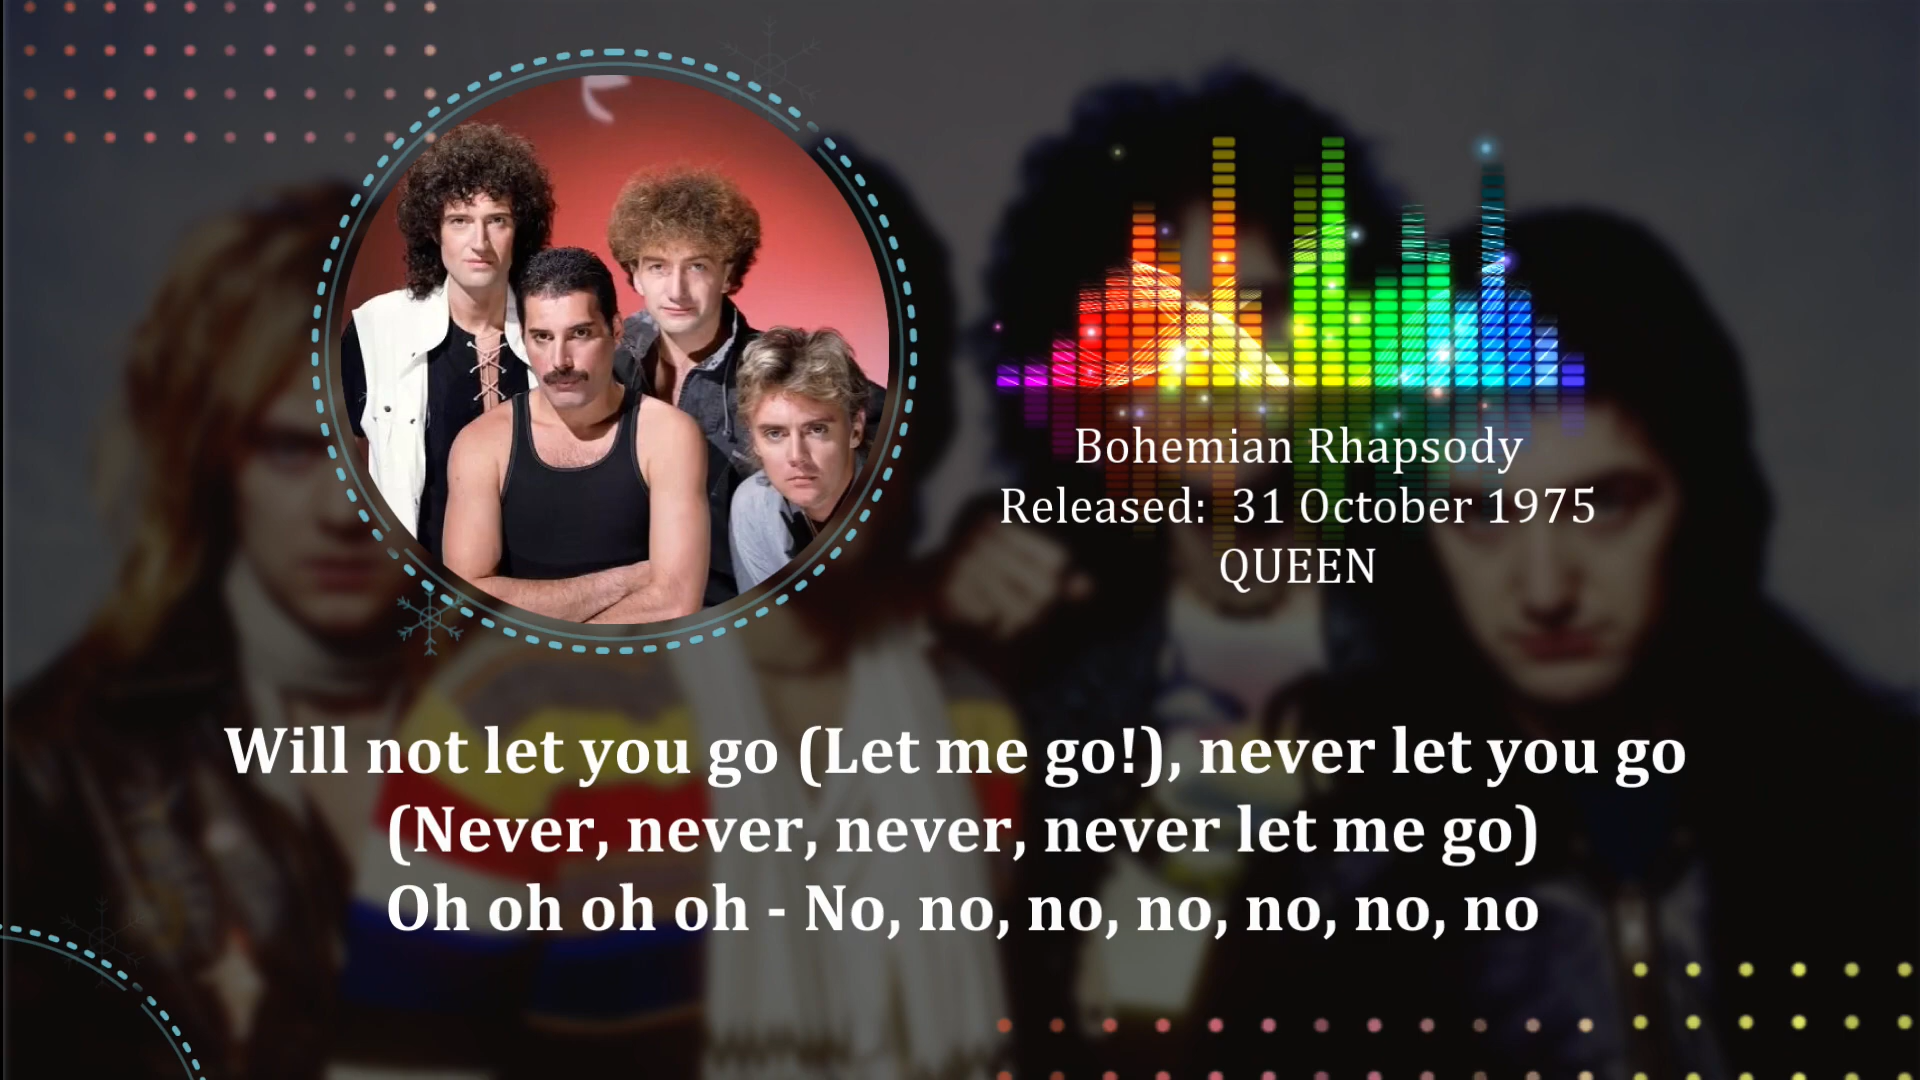 Bohemian Rhapsody
Released: 31 October 1975
QUEEN
Will not let you go (Let me go!), never let you go
(Never, never, never, never let me go)
Oh oh oh oh - No, no, no, no, no, no, no